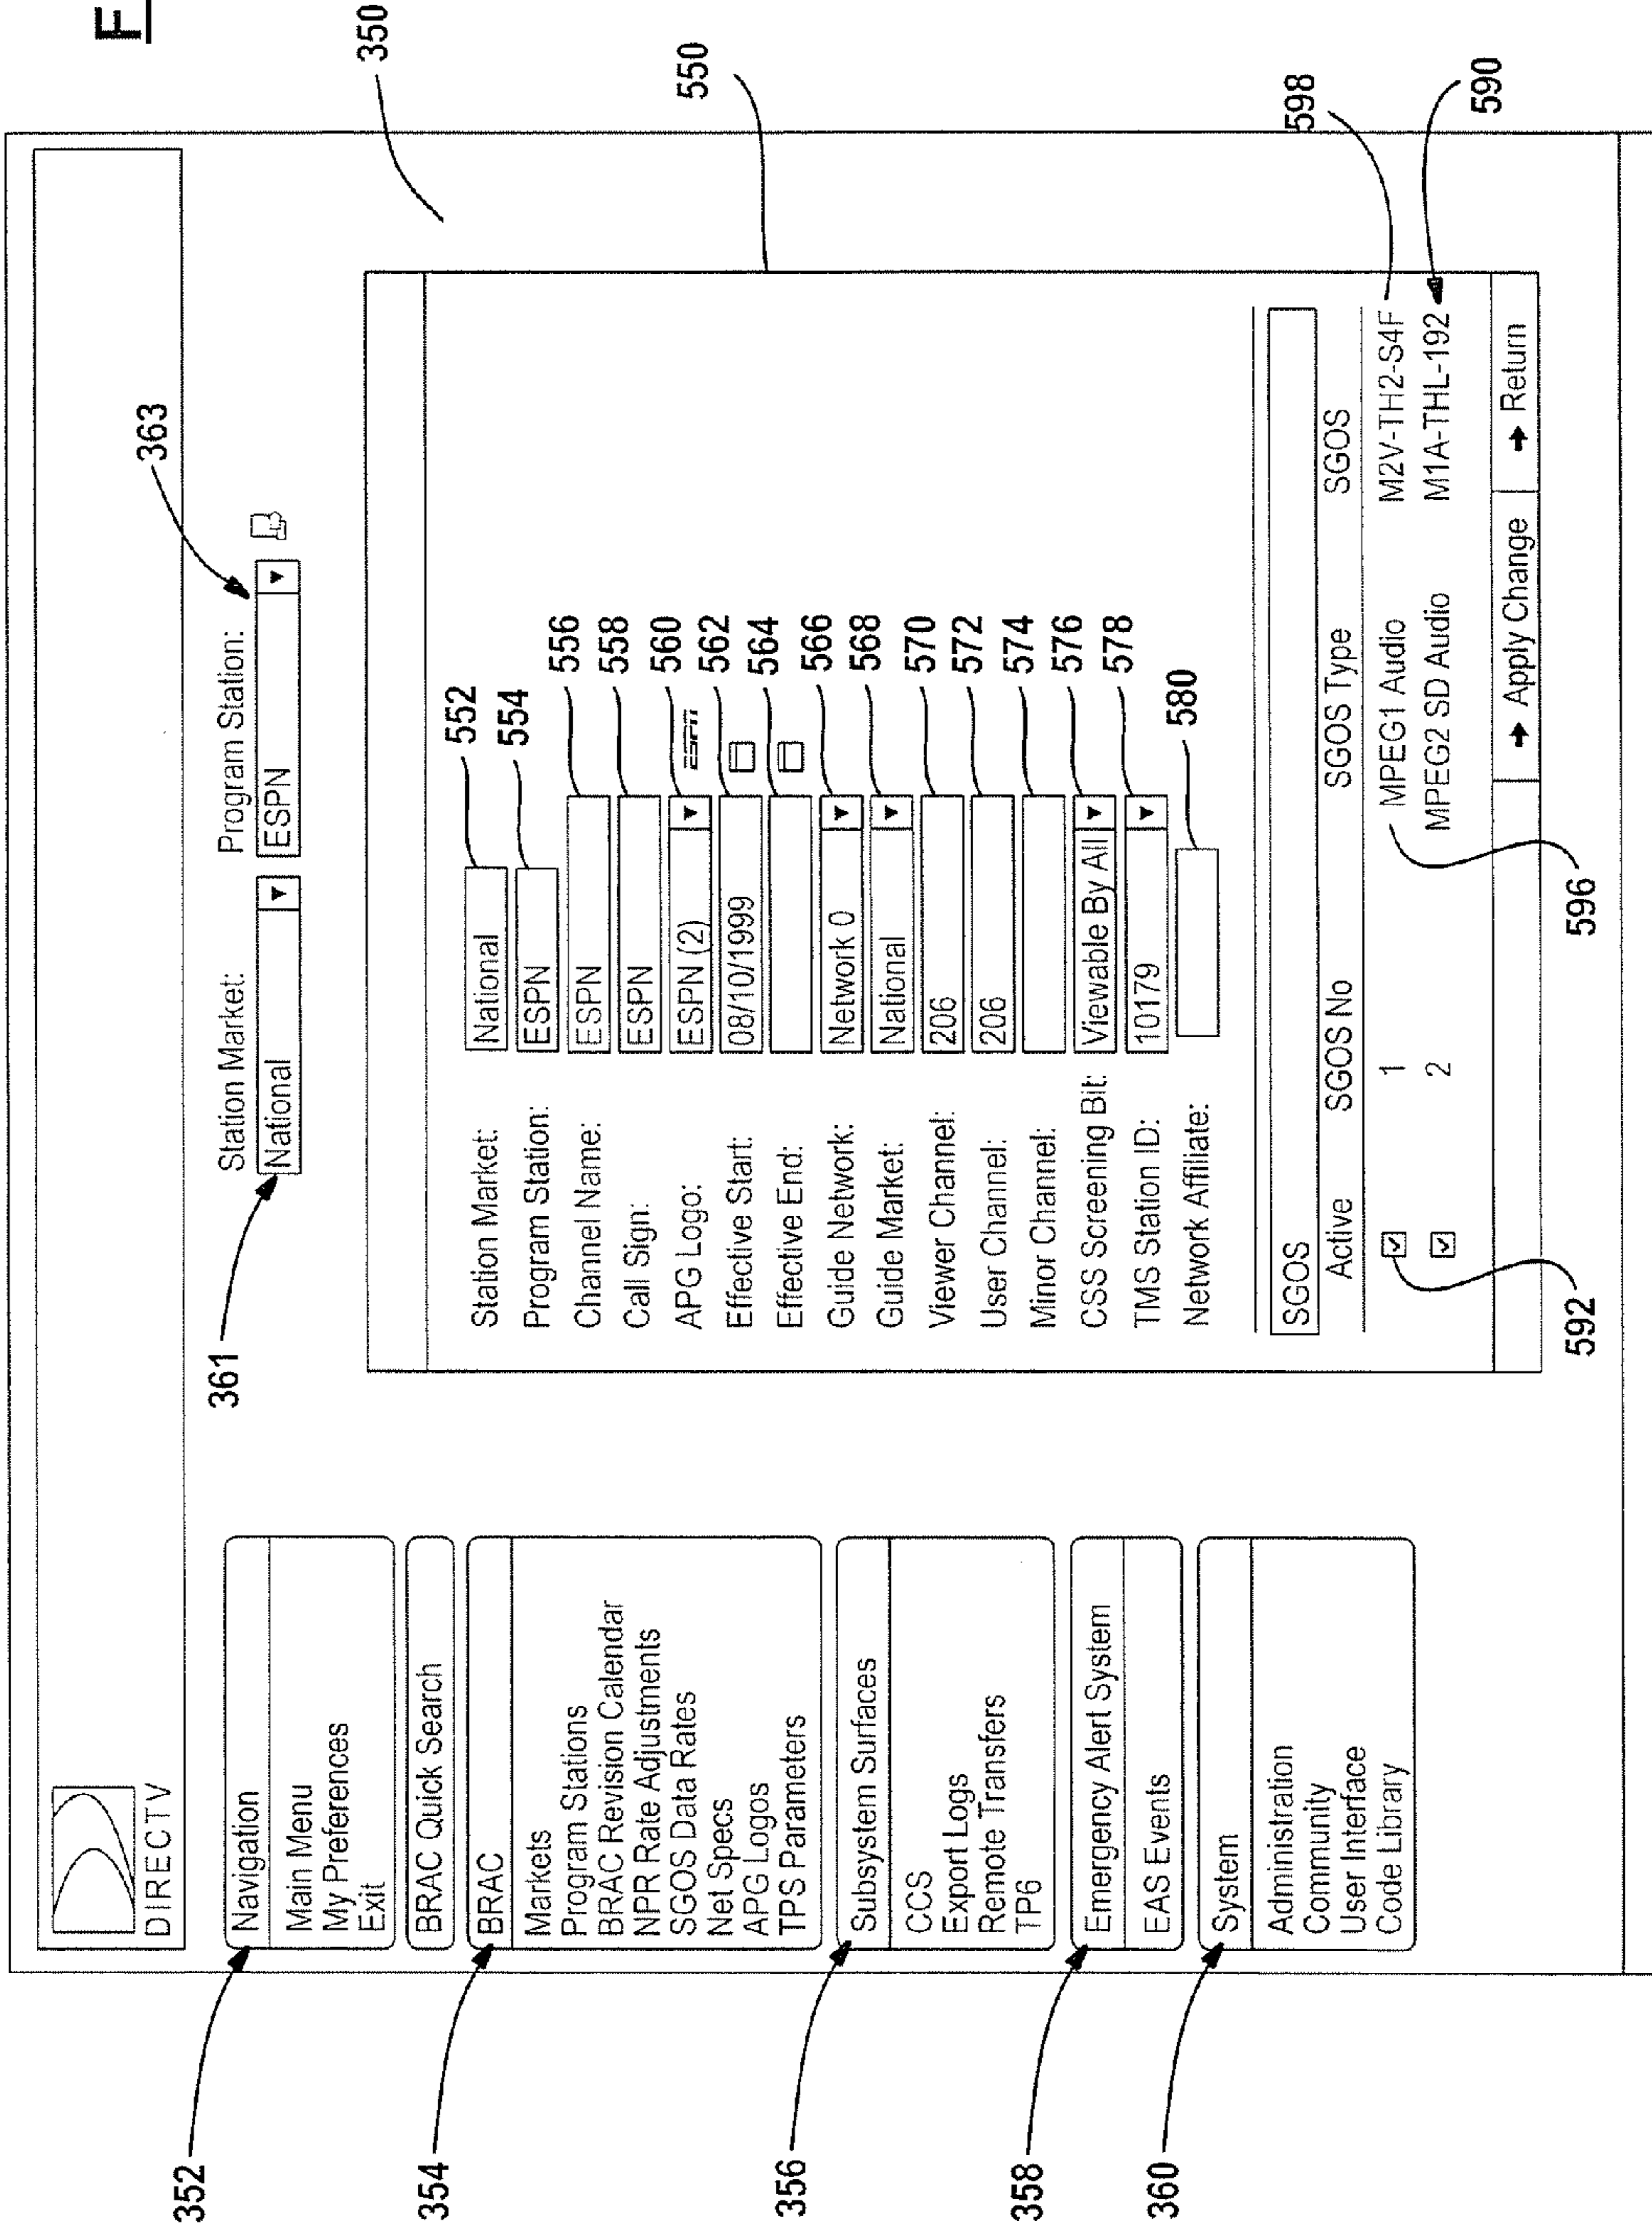 F
350
DIRECTV
352
Navigation
Main Menu
My Preferences
Exit
BRAC Quick Search
354
BRAC
Markets
Program Stations
BRAC Revision Calendar
NPR Rate Adjustments
SGOS Data Rates
Net Specs
APG Logos
TPS Parameters
356
Subsystem Surfaces
CCS
Export Logs
Remote Transfers
TP6
358
Emergency Alert System
EAS Events
360
System
Administration
Community
User Interface
Code Library
361
Station Market:
National
363
Program Station:
ESPN
550
Station Market: National 552
Program Station: ESPN 554
Channel Name: ESPN 556
Call Sign: ESPN 558
APG Logo: ESPN (2) ESPN 560
Effective Start: 08/10/1999 562
Effective End: 564
Guide Network: Network 0 566
Guide Market: National 568
Viewer Channel: 206 570
User Channel: 206 572
Minor Channel: 574
CSS Screening Bit: Viewable By All 576
TMS Station ID: 10179 578
Network Affiliate: 580
SGOS
Active SGOS No SGOS Type SGOS
1 MPEG1 Audio M2V-TH2-S4F 598
2 MPEG2 SD Audio M1A-THL-192 590
Apply Change Return
592
596